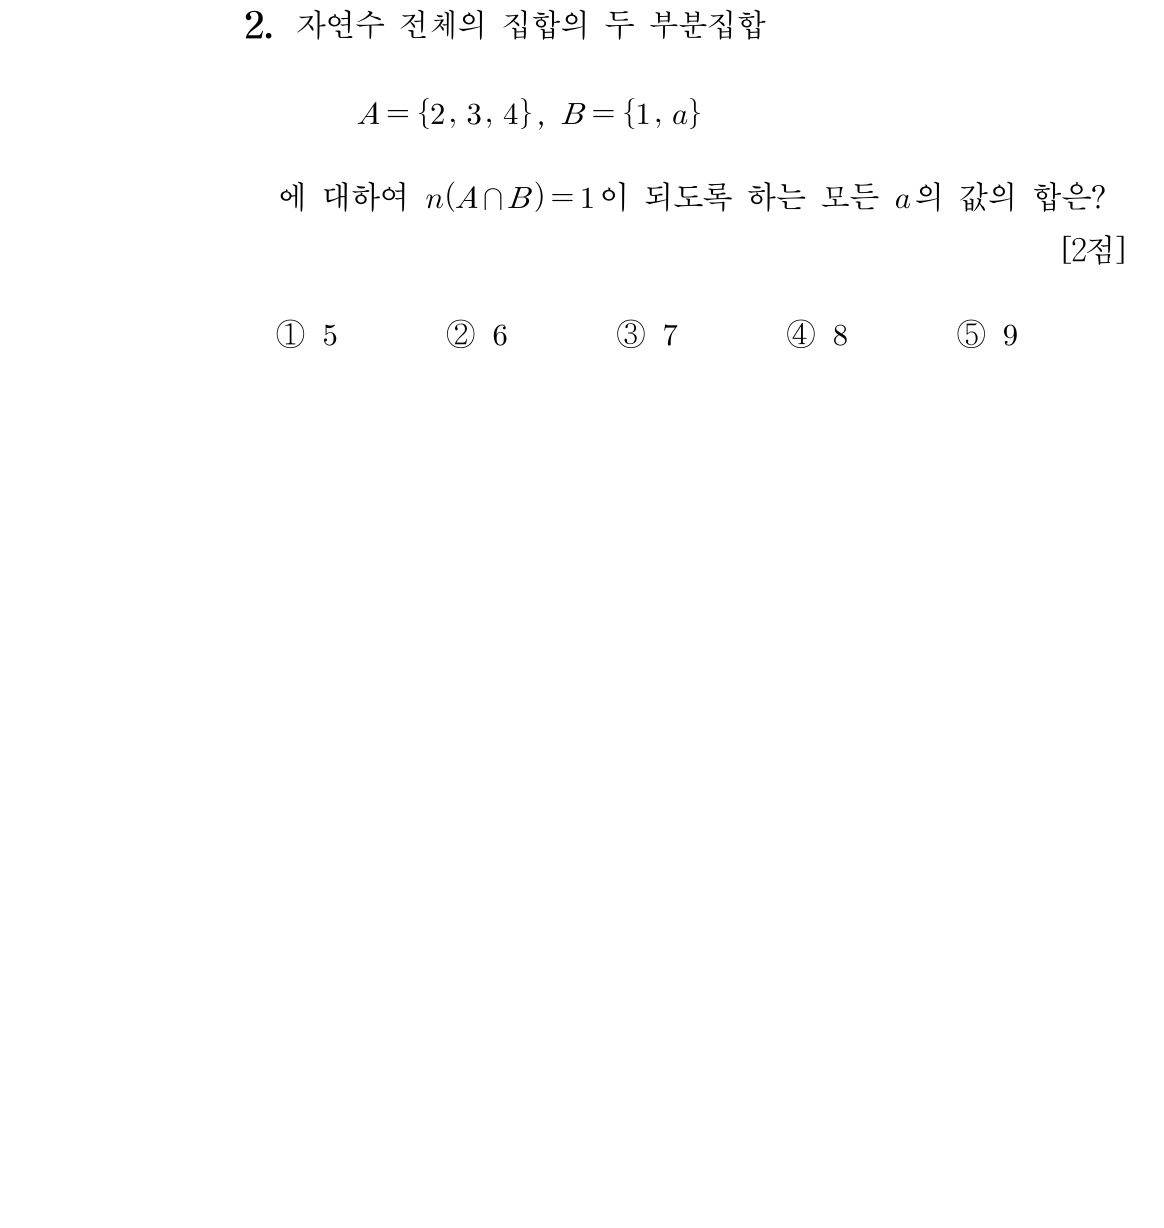 2. 자연수 전체의 집합의 두 부분집합
A = {2, 3, 4}, B = {1, a}
에 대하여 n(A∩B) = 1이 되도록 하는 모든 a의 값의 합은?
[2점]
① 5 ② 6 ③ 7 ④ 8 ⑤ 9